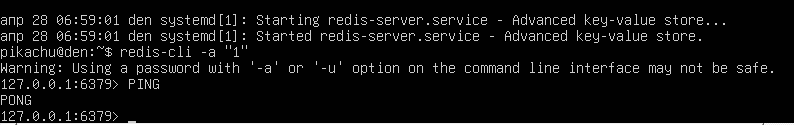 апр 28 06:59:01 den systemd[1]: Starting redis-server.service - Advanced key-value store...
апр 28 06:59:01 den systemd[1]: Started redis-server.service - Advanced key-value store.
pikachu@den:~$ redis-cli -a "1"
Warning: Using a password with '-a' or '-u' option on the command line interface may not be safe.
127.0.0.1:6379> PING
PONG
127.0.0.1:6379> _